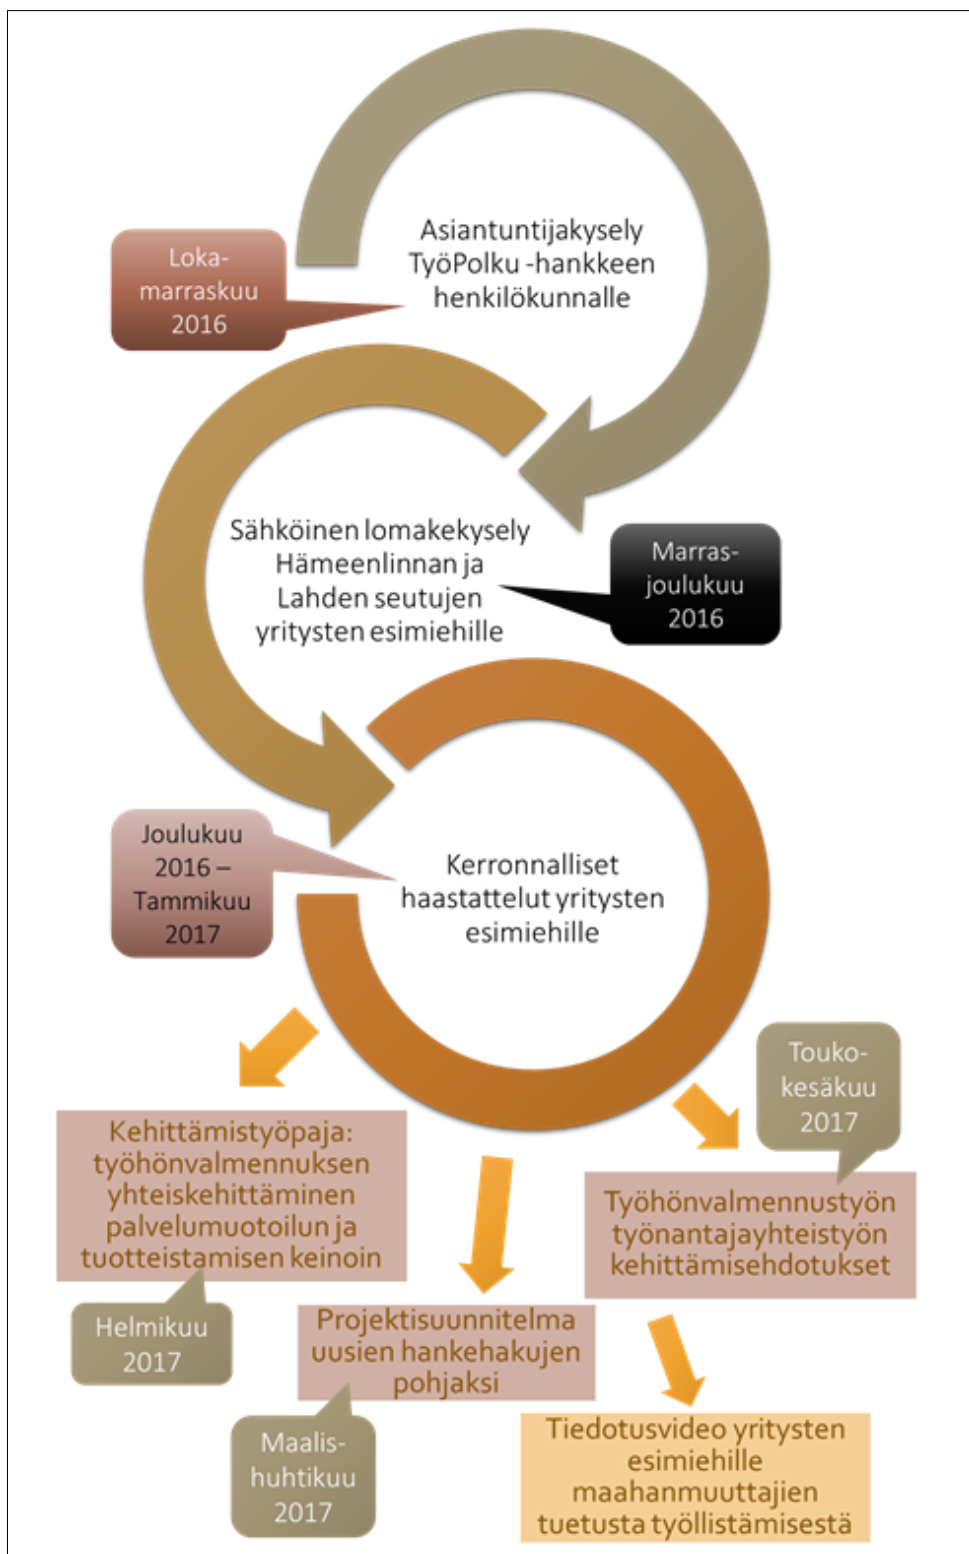 Asiantuntijakysely
TyöPolku -hankkeen
henkilökunnalle
Loka-
marraskuu
2016
Sähköinen lomakekysely
Hämeenlinnan ja
Lahden seutujen
yritysten esimiehille
Marras-
joulukuu
2016
Kerronnalliset
haastattelut yritysten
esimiehille
Joulukuu
2016 –
Tammikuu
2017
Kehittämistyöpaja:
työhönvalmennuksen
yhteiskehittäminen
palvelumuotoilun ja
tuotteistamisen keinoin
Helmikuu
2017
Projektisuunnitelma
uusien hankehakujen
pohjaksi
Maalis-
huhtikuu
2017
Touko-
kesäkuu
2017
Työhönvalmennustyön
työnantajayhteistyön
kehittämisehdotukset
Tiedotusvideo yritysten
esimiehille
maahanmuuttajien
tuetusta työllistämisestä